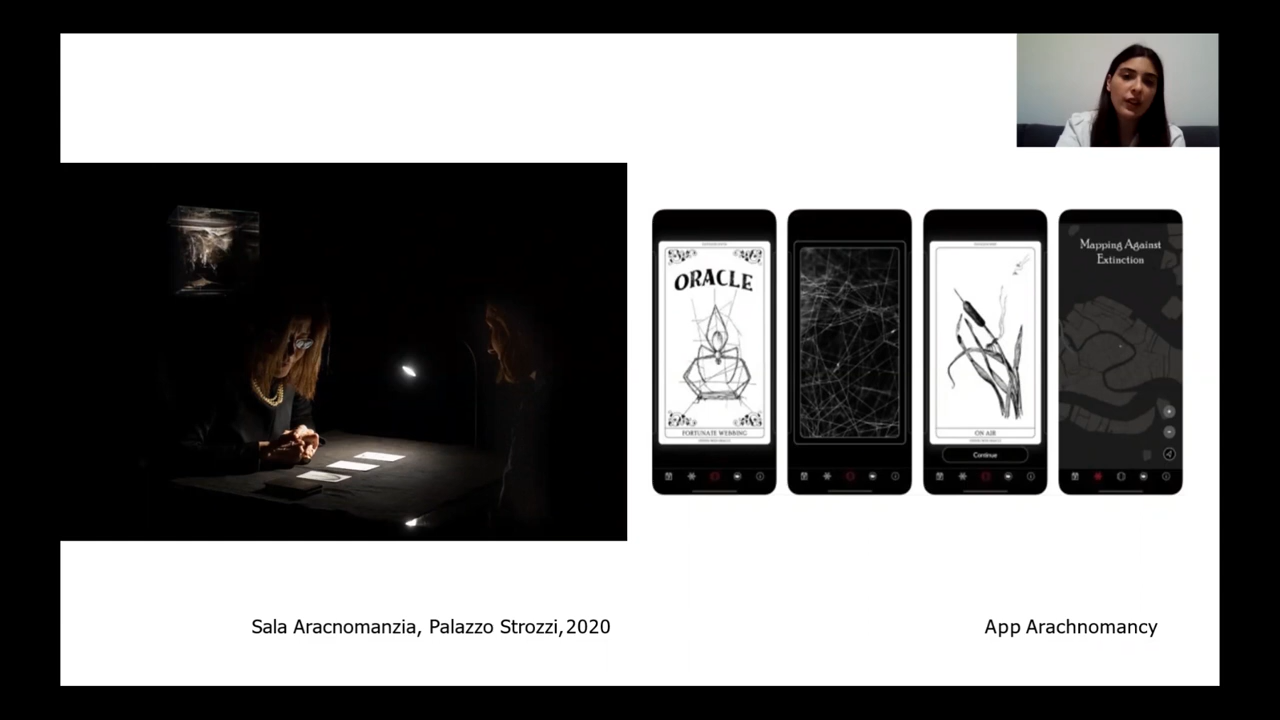 ORACLE
FORTUNATE WEBBING
ON AIR
Continue
Mapping Against
Extinction
Sala Aracnomanzia, Palazzo Strozzi,2020
App Arachnomancy